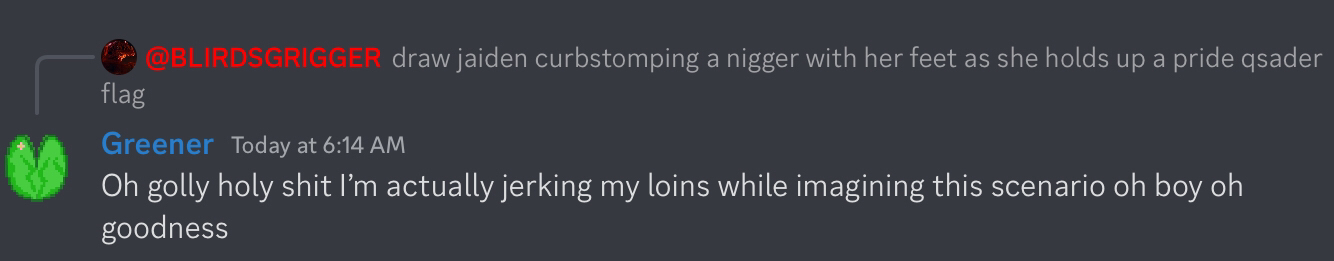 @BLIRDSGRIGGER draw jaiden curbstomping a nigger with her feet as she holds up a pride qsader
flag
Greener Today at 6:14 AM
Oh golly holy shit I'm actually jerking my loins while imagining this scenario oh boy oh
goodness